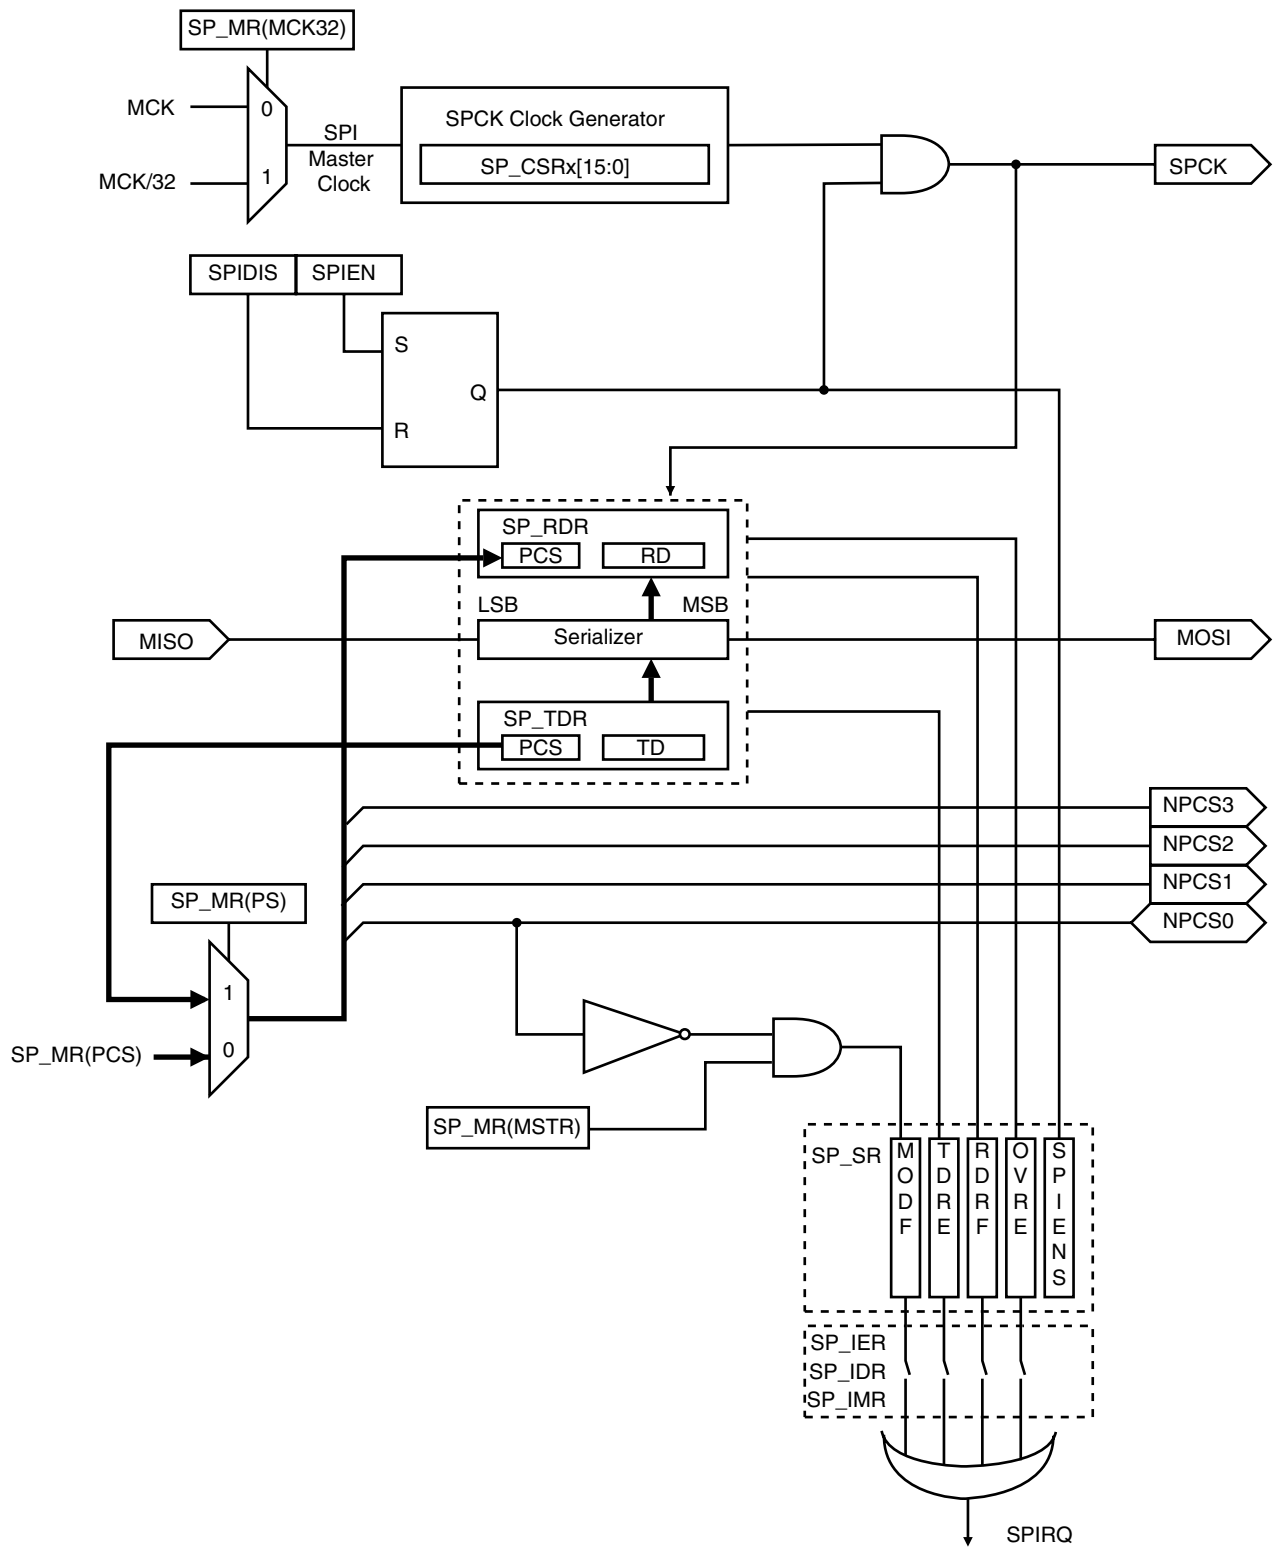 SP_MR(MCK32)
MCK
0
SPI
Master
Clock
MCK/32
1
SPCK Clock Generator
SP_CSRx[15:0]
SPCK
SPIDIS
SPIEN
S
Q
R
SP_RDR
PCS
RD
LSB
MSB
MISO
Serializer
MOSI
SP_TDR
PCS
TD
NPCS3
NPCS2
NPCS1
NPCS0
SP_MR(PS)
1
0
SP_MR(PCS)
SP_MR(MSTR)
SP_SR
MODF
TDRE
RDRF
OVRE
SPIENS
SP_IER
SP_IDR
SP_IMR
SPIRQ